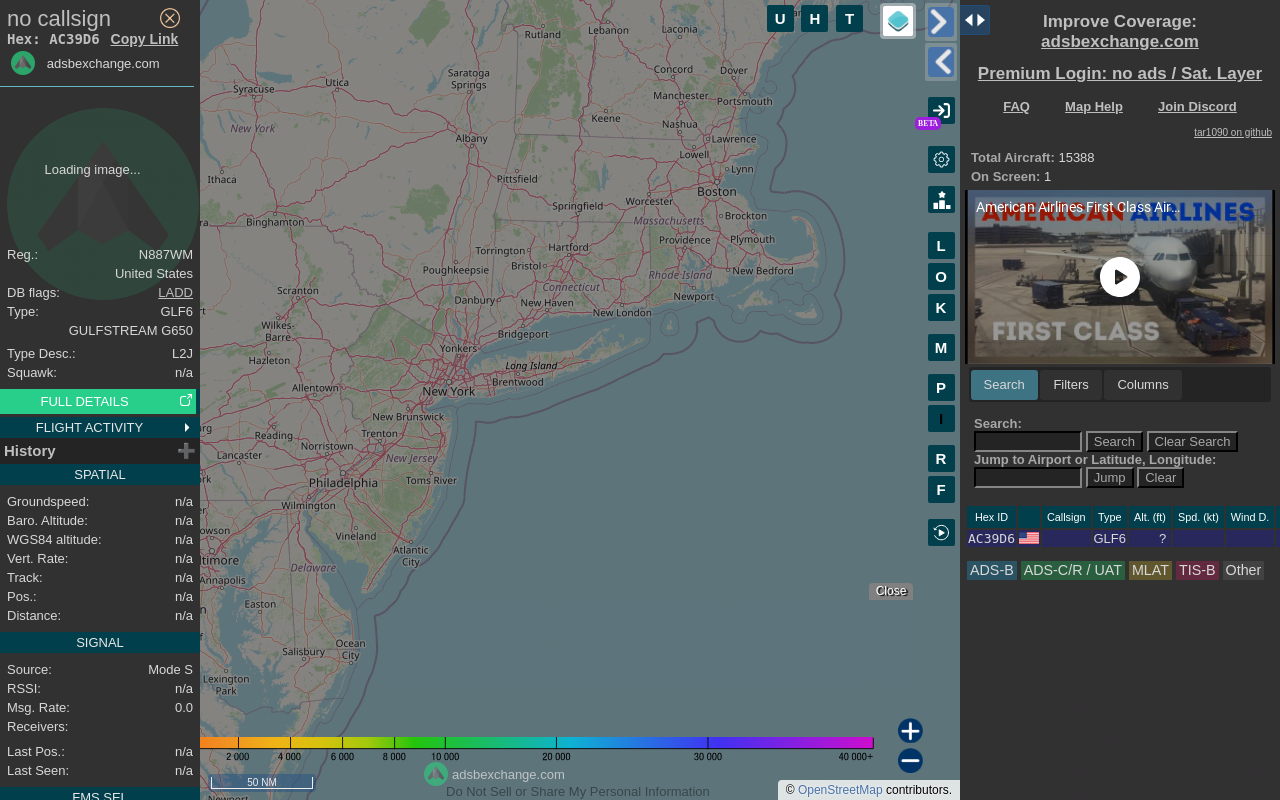 no callsign
Hex: AC39D6 Copy Link
adsbexchange.com
Loading image...
Reg.: N887WM
United States
DB flags: LADD
Type: GLF6
GULFSTREAM G650
Type Desc.: L2J
Squawk: n/a
FULL DETAILS
FLIGHT ACTIVITY
History
SPATIAL
Groundspeed: n/a
Baro. Altitude: n/a
WGS84 altitude: n/a
Vert. Rate: n/a
Track: n/a
Pos.: n/a
Distance: n/a
SIGNAL
Source: Mode S
RSSI: n/a
Msg. Rate: 0.0
Receivers:
Last Pos.: n/a
Last Seen: n/a
FMS SEL
U H T
BETA
L
O
K
M
P
I
R
F
Rutland
Lebanon
Laconia
Saratoga
Springs
Concord
Dover
Utica
Syracuse
Manchester
Portsmouth
Keene
New York
Nashua
Albany
Lawrence
Lowell
Lynn
Ithaca
Pittsfield
Boston
Springfield
Worcester
Massachusetts
Brockton
Binghamton
Hartford
Providence
Plymouth
Torrington
Bristol
Poughkeepsie
Rhode Island
New Bedford
Connecticut
Scranton
Danbury
New Haven
Newport
New London
Wilkes-
Barre
Bridgeport
Yonkers
Hazleton
Long Island
Brentwood
Allentown
New York
New Brunswick
Reading
Trenton
Norristown
Lancaster
New Jersey
Philadelphia
Toms River
Wilmington
Vineland
Atlantic
City
Delaware
Annapolis
Easton
Ocean
City
Salisbury
Lexington
Park
Newport
Close
2 000 4 000 6 000 8 000 10 000 20 000 30 000 40 000+
50 NM
adsbexchange.com
Do Not Sell or Share My Personal Information
© OpenStreetMap contributors.
Improve Coverage:
adsbexchange.com
Premium Login: no ads / Sat. Layer
FAQ Map Help Join Discord
tar1090 on github
Total Aircraft: 15388
On Screen: 1
American Airlines First Class Air...
AMERICAN AIRLINES
FIRST CLASS
Search Filters Columns
Search:
Search Clear Search
Jump to Airport or Latitude, Longitude:
Jump Clear
Hex ID Callsign Type Alt. (ft) Spd. (kt) Wind D.
AC39D6 GLF6 ?
ADS-B ADS-C/R / UAT MLAT TIS-B Other